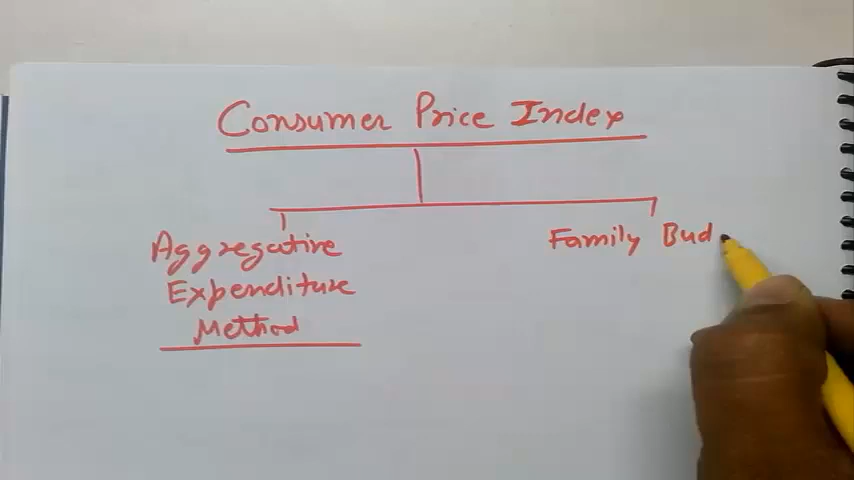 Consumer Price Index
Aggregative
Expenditure
Method
Family Bud